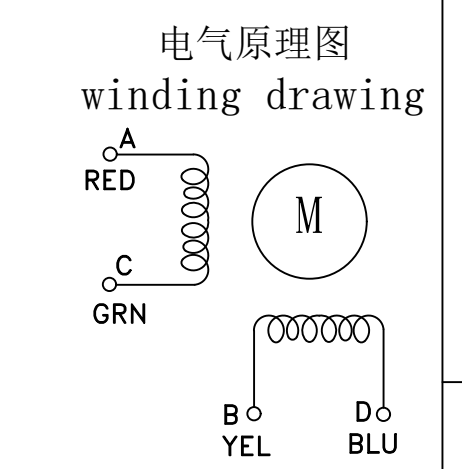 电气原理图
winding drawing
A
RED
M
C
GRN
B
YEL
D
BLU